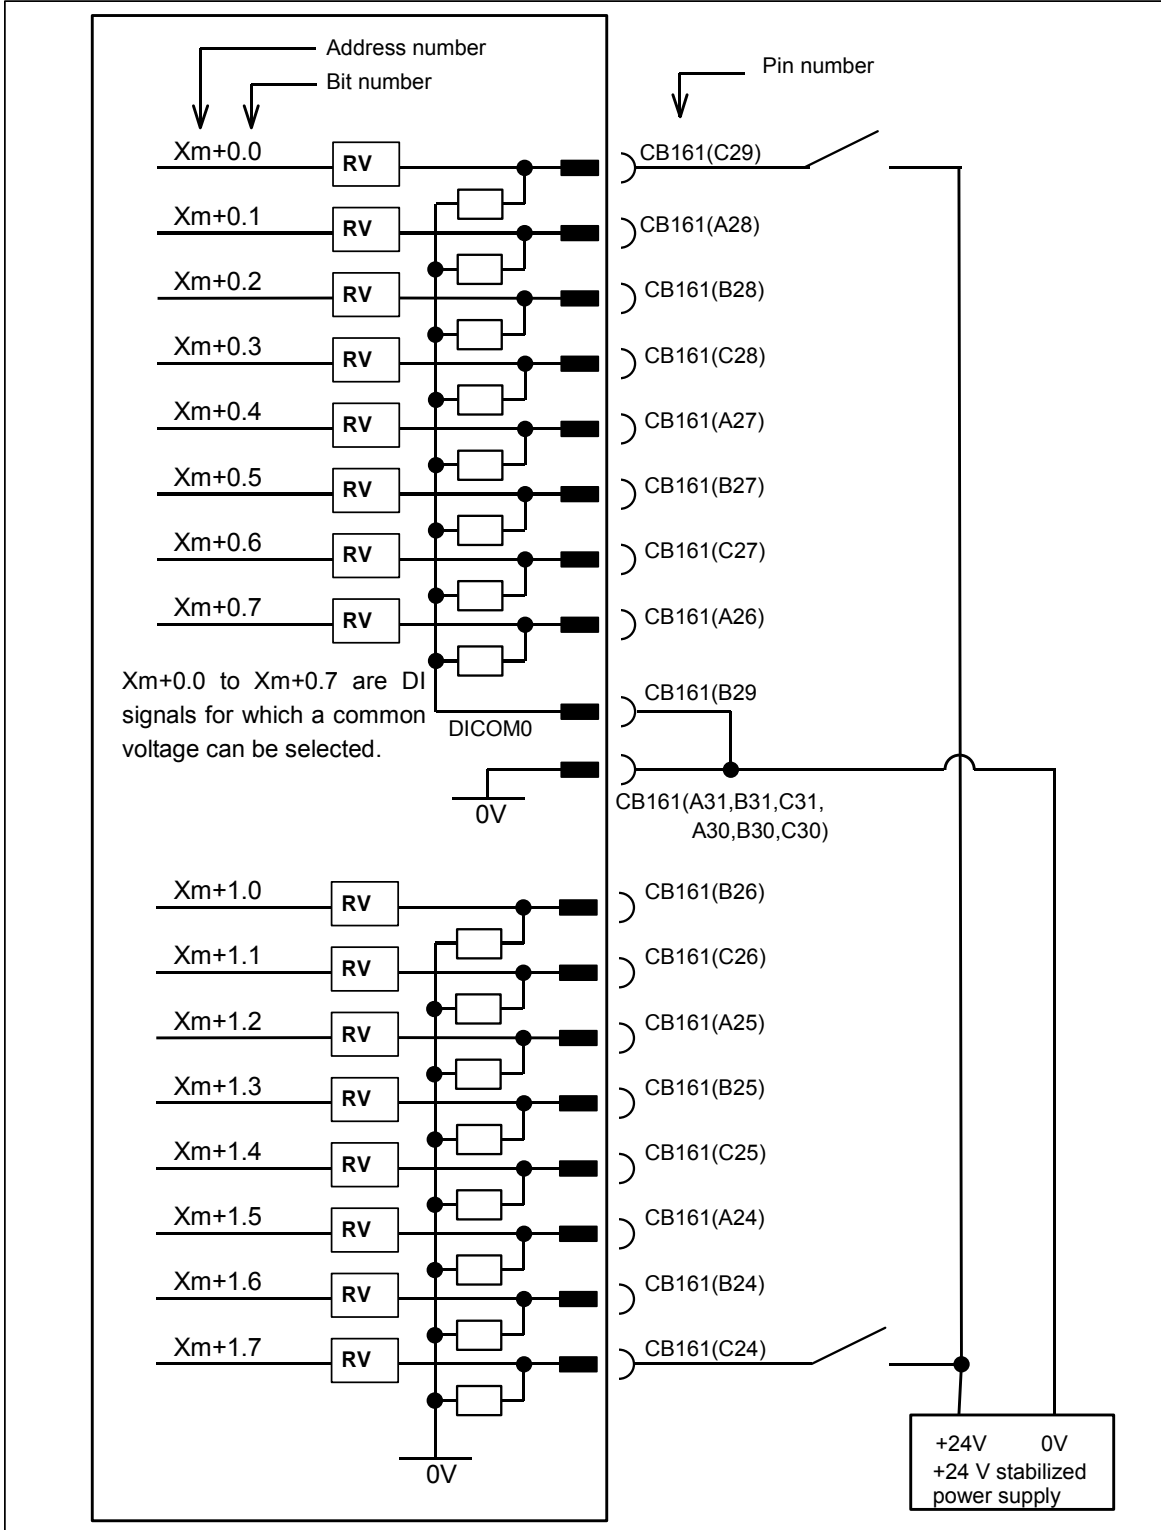 Address number
Bit number
Pin number
Xm+0.0
RV
CB161(C29)
Xm+0.1
RV
CB161(A28)
Xm+0.2
RV
CB161(B28)
Xm+0.3
RV
CB161(C28)
Xm+0.4
RV
CB161(A27)
Xm+0.5
RV
CB161(B27)
Xm+0.6
RV
CB161(C27)
Xm+0.7
RV
CB161(A26)
Xm+0.0 to Xm+0.7 are DI
signals for which a common
voltage can be selected.
DICOM0
CB161(B29
0V
CB161(A31,B31,C31,
A30,B30,C30)
Xm+1.0
RV
CB161(B26)
Xm+1.1
RV
CB161(C26)
Xm+1.2
RV
CB161(A25)
Xm+1.3
RV
CB161(B25)
Xm+1.4
RV
CB161(C25)
Xm+1.5
RV
CB161(A24)
Xm+1.6
RV
CB161(B24)
Xm+1.7
RV
CB161(C24)
0V
+24V 0V
+24 V stabilized
power supply